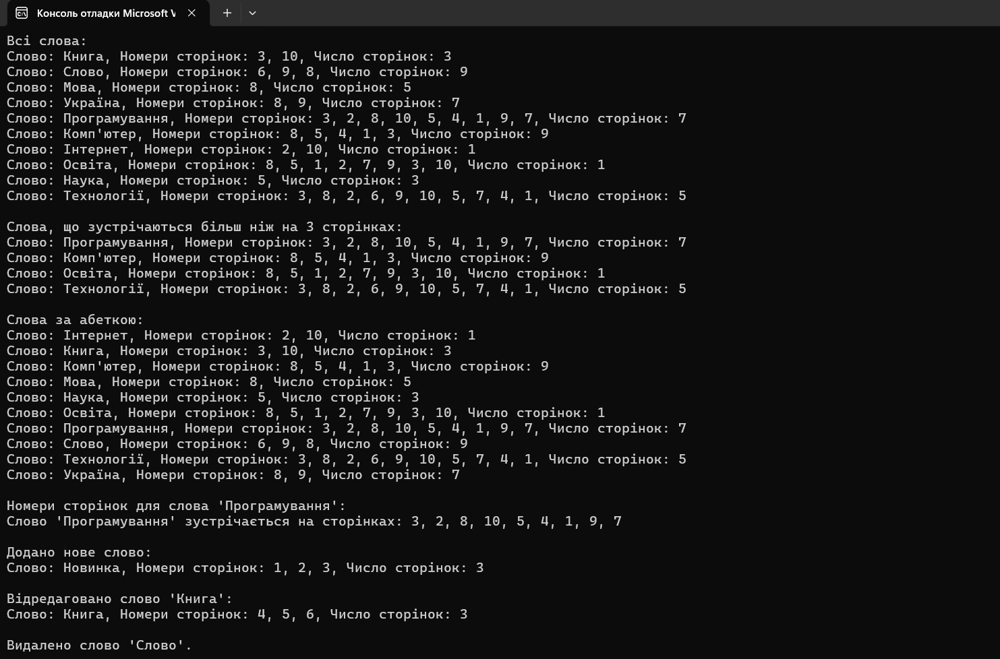 Консоль отладки Microsoft V
Всі слова:
Слово: Книга, Номери сторінок: 3, 10, Число сторінок: 3
Слово: Слово, Номери сторінок: 6, 9, 8, Число сторінок: 9
Слово: Мова, Номери сторінок: 8, Число сторінок: 5
Слово: Україна, Номери сторінок: 8, 9, Число сторінок: 7
Слово: Програмування, Номери сторінок: 3, 2, 8, 10, 5, 4, 1, 9, 7, Число сторінок: 7
Слово: Комп'ютер, Номери сторінок: 8, 5, 4, 1, 3, Число сторінок: 9
Слово: Інтернет, Номери сторінок: 2, 10, Число сторінок: 1
Слово: Освіта, Номери сторінок: 8, 5, 1, 2, 7, 9, 3, 10, Число сторінок: 1
Слово: Наука, Номери сторінок: 5, Число сторінок: 3
Слово: Технології, Номери сторінок: 3, 8, 2, 6, 9, 10, 5, 7, 4, 1, Число сторінок: 5
Слова, що зустрічаються більш ніж на 3 сторінках:
Слово: Програмування, Номери сторінок: 3, 2, 8, 10, 5, 4, 1, 9, 7, Число сторінок: 7
Слово: Комп'ютер, Номери сторінок: 8, 5, 4, 1, 3, Число сторінок: 9
Слово: Освіта, Номери сторінок: 8, 5, 1, 2, 7, 9, 3, 10, Число сторінок: 1
Слово: Технології, Номери сторінок: 3, 8, 2, 6, 9, 10, 5, 7, 4, 1, Число сторінок: 5
Слова за абеткою:
Слово: Інтернет, Номери сторінок: 2, 10, Число сторінок: 1
Слово: Книга, Номери сторінок: 3, 10, Число сторінок: 3
Слово: Комп'ютер, Номери сторінок: 8, 5, 4, 1, 3, Число сторінок: 9
Слово: Мова, Номери сторінок: 8, Число сторінок: 5
Слово: Наука, Номери сторінок: 5, Число сторінок: 3
Слово: Освіта, Номери сторінок: 8, 5, 1, 2, 7, 9, 3, 10, Число сторінок: 1
Слово: Програмування, Номери сторінок: 3, 2, 8, 10, 5, 4, 1, 9, 7, Число сторінок: 7
Слово: Слово, Номери сторінок: 6, 9, 8, Число сторінок: 9
Слово: Технології, Номери сторінок: 3, 8, 2, 6, 9, 10, 5, 7, 4, 1, Число сторінок: 5
Слово: Україна, Номери сторінок: 8, 9, Число сторінок: 7
Номери сторінок для слова 'Програмування':
Слово 'Програмування' зустрічається на сторінках: 3, 2, 8, 10, 5, 4, 1, 9, 7
Додано нове слово:
Слово: Новинка, Номери сторінок: 1, 2, 3, Число сторінок: 3
Відредаговано слово 'Книга':
Слово: Книга, Номери сторінок: 4, 5, 6, Число сторінок: 3
Видалено слово 'Слово'.